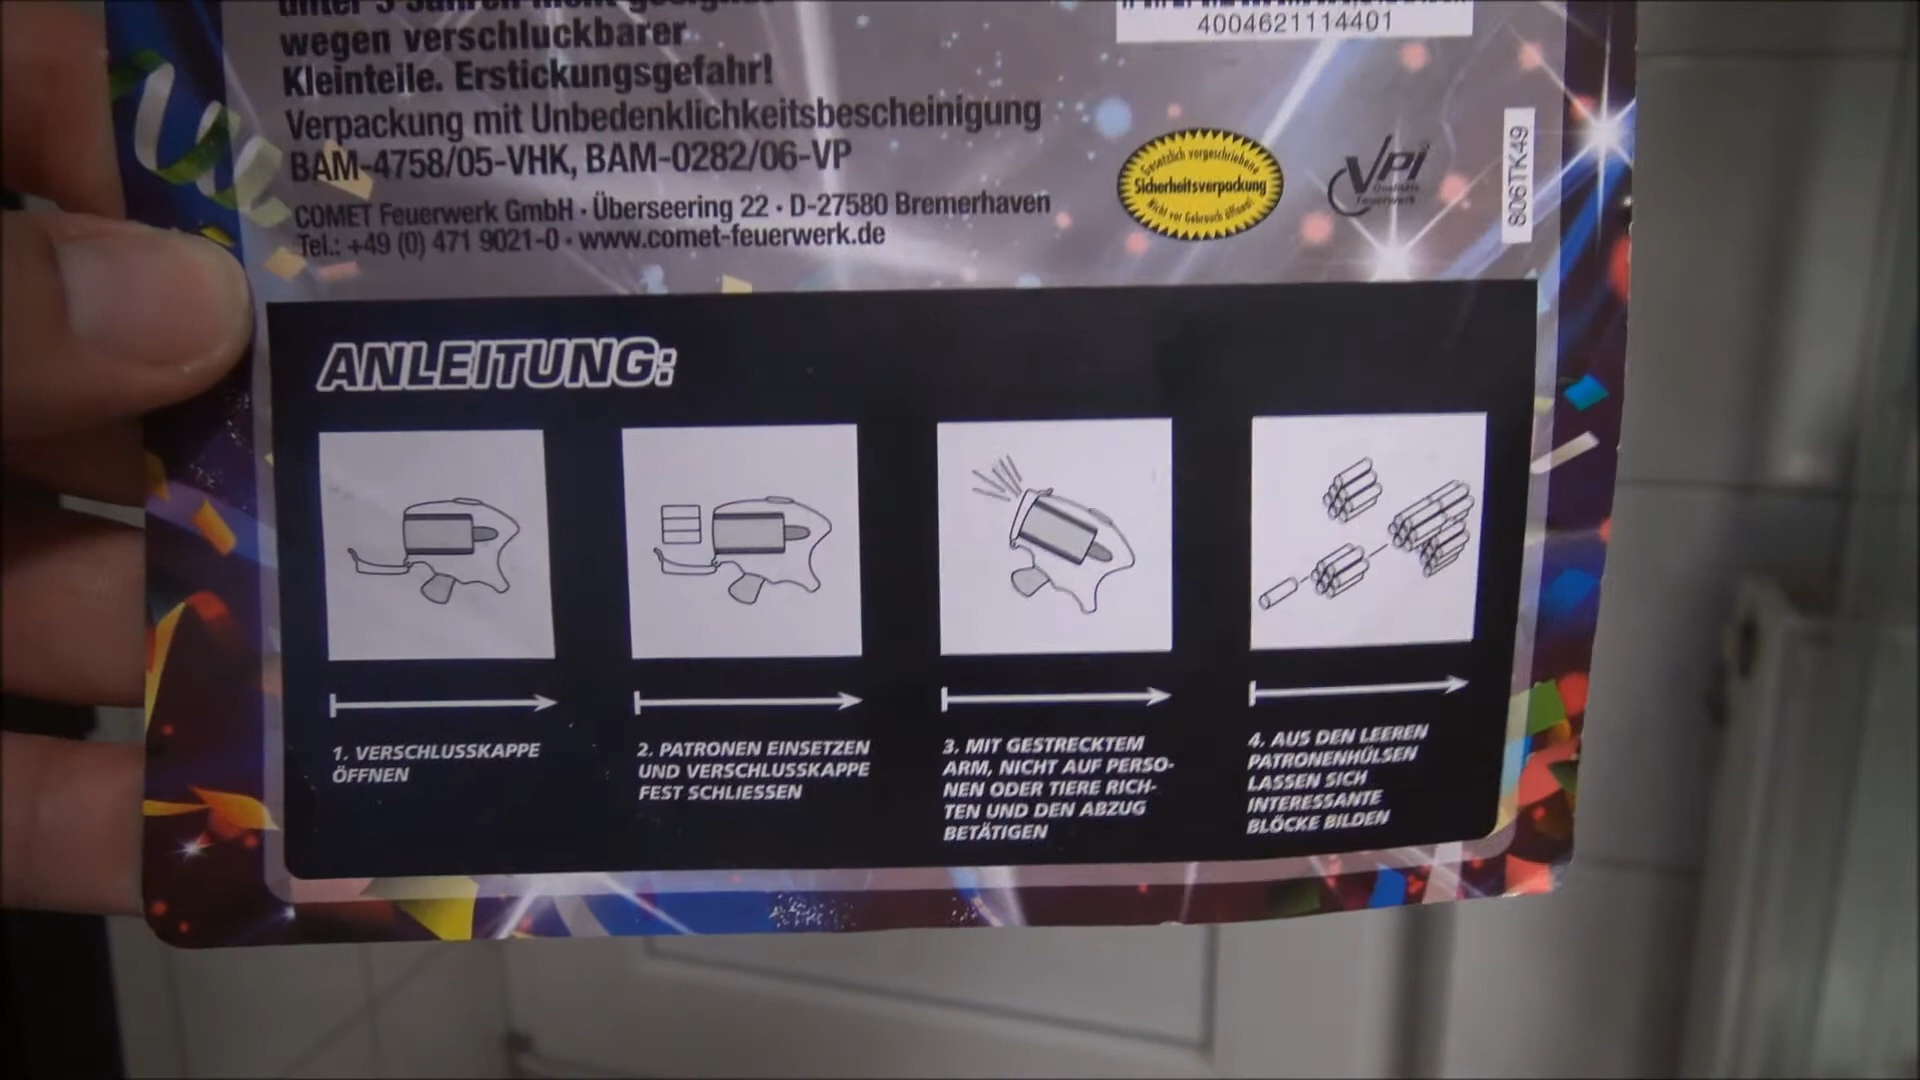 unter 3 Jahren nicht geeignet
wegen verschluckbarer
Kleinteile. Erstickungsgefahr!
Verpackung mit Unbedenklichkeitsbescheinigung
BAM-4758/05-VHK, BAM-0282/06-VP
COMET Feuerwerk GmbH · Überseering 22 · D-27580 Bremerhaven
Tel.: +49 (0) 471 9021-0 · www.comet-feuerwerk.de
4004621114401
Gesetzlich vorgeschriebene
Sicherheitsverpackung
Nicht vor Gebrauch öffnen!
VPI
Qualitäts
Feuerwerk
806TK49
ANLEITUNG:
1. VERSCHLUSSKAPPE
ÖFFNEN
2. PATRONEN EINSETZEN
UND VERSCHLUSSKAPPE
FEST SCHLIESSEN
3. MIT GESTRECKTEM
ARM, NICHT AUF PERSO-
NEN ODER TIERE RICH-
TEN UND DEN ABZUG
BETÄTIGEN
4. AUS DEN LEEREN
PATRONENHÜLSEN
LASSEN SICH
INTERESSANTE
BLÖCKE BILDEN